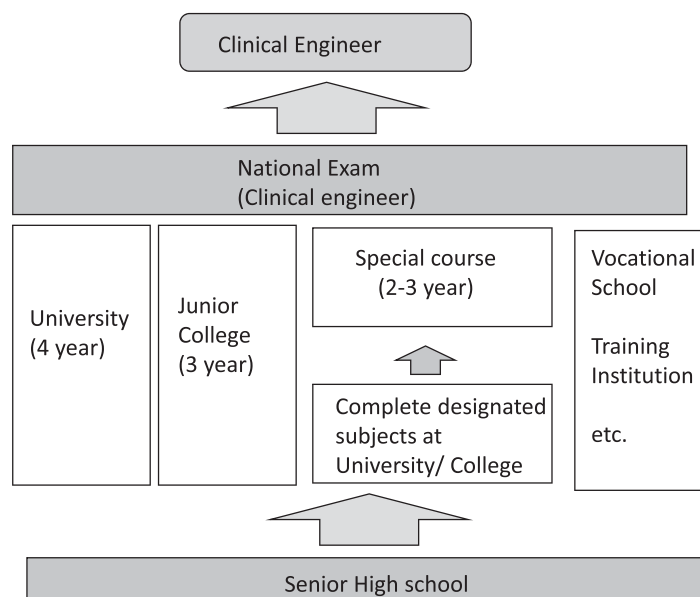 Clinical Engineer
National Exam
(Clinical engineer)
University
(4 year)
Junior
College
(3 year)
Special course
(2-3 year)
Complete designated
subjects at
University/ College
Vocational
School
Training
Institution
etc.
Senior High school